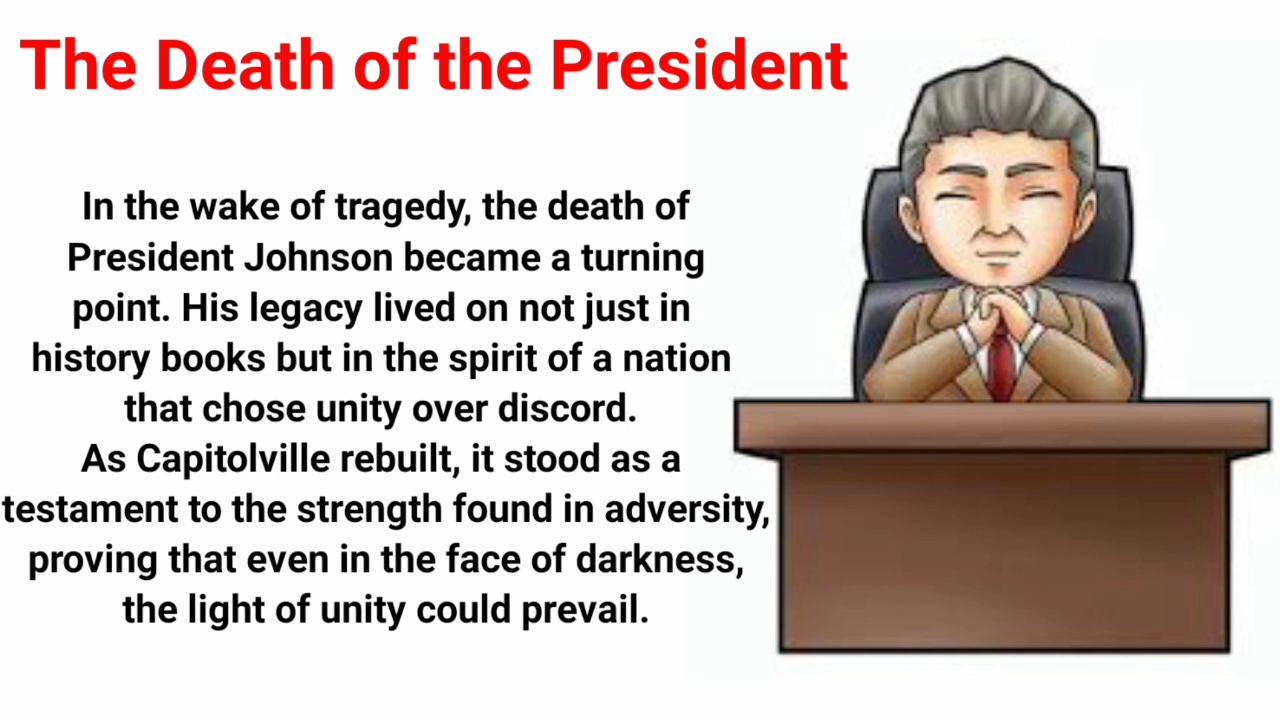 The Death of the President
In the wake of tragedy, the death of
President Johnson became a turning
point. His legacy lived on not just in
history books but in the spirit of a nation
that chose unity over discord.
As Capitolville rebuilt, it stood as a
testament to the strength found in adversity,
proving that even in the face of darkness,
the light of unity could prevail.